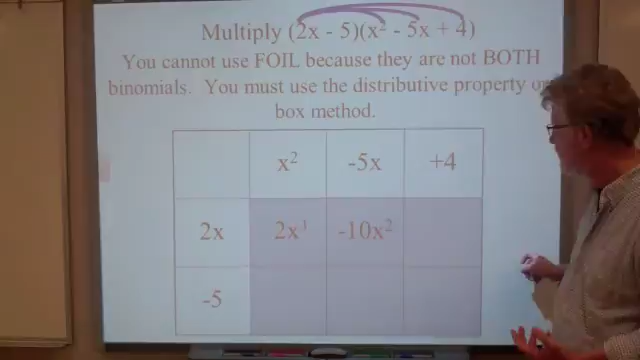 Multiply (2x - 5)(x² - 5x + 4)
You cannot use FOIL because they are not BOTH
binomials. You must use the distributive property or
box method.
x² -5x +4
2x 2x³ -10x²
-5